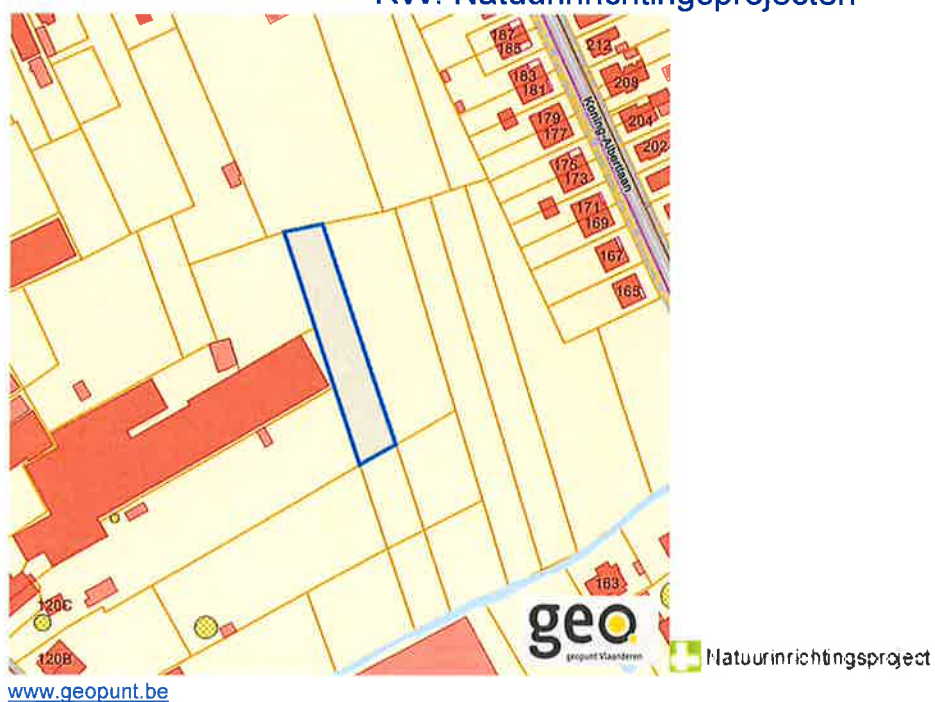 KW: Natuurinrichtingsprojecten
187
185
212
183
181
209
179
177
204
202
Koning-Albertlaan
175
173
171
169
167
165
163
120C
120B
geo
geopunt Vlaanderen
Natuurinrichtingsproject
www.geopunt.be